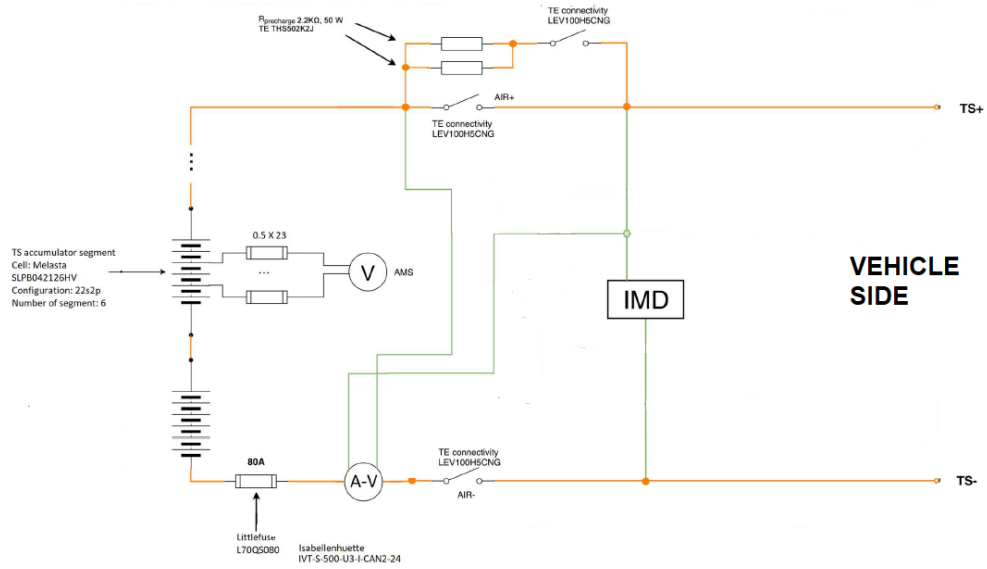 TE connectivity
LEV100H5CNG
Rprecharge 2.2KΩ, 50 W
TE THS502K2J
AIR+
TE connectivity
LEV100H5CNG
TS+
TS accumulator segment
Cell: Melasta
SLPB042126HV
Configuration: 22s2p
Number of segment: 6
0.5 X 23
...
V
AMS
IMD
VEHICLE
SIDE
80A
A-V
TE connectivity
LEV100H5CNG
AIR-
TS-
Littlefuse
L70QS080
Isabellenhuette
IVT-S-500-U3-I-CAN2-24